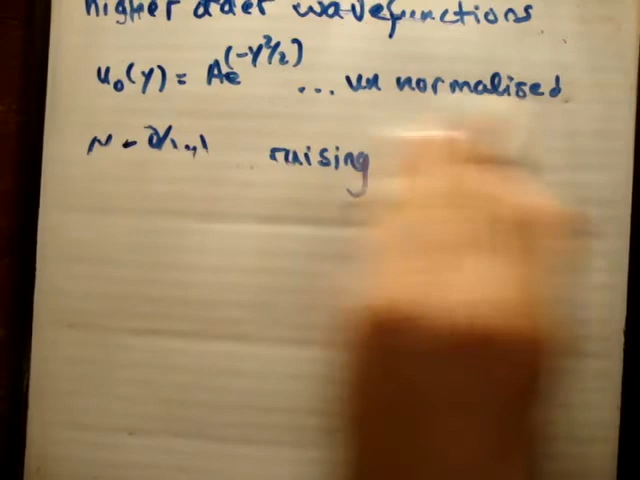 higher order wavefunctions
u₀(y) = Ae^(-y²/2) ... un normalised
raising